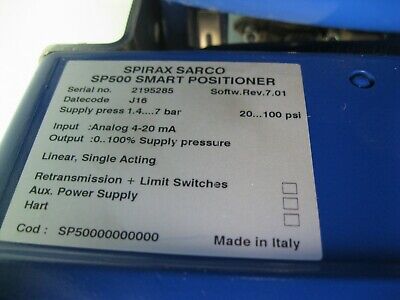 SPIRAX SARCO
SP500 SMART POSITIONER
Serial no. 2195285 Softw.Rev.7.01
Datecode J16
Supply press 1.4....7 bar 20...100 psi
Input :Analog 4-20 mA
Output :0..100% Supply pressure
Linear, Single Acting
Retransmission + Limit Switches
Aux. Power Supply
Hart
Cod : SP50000000000 Made in Italy